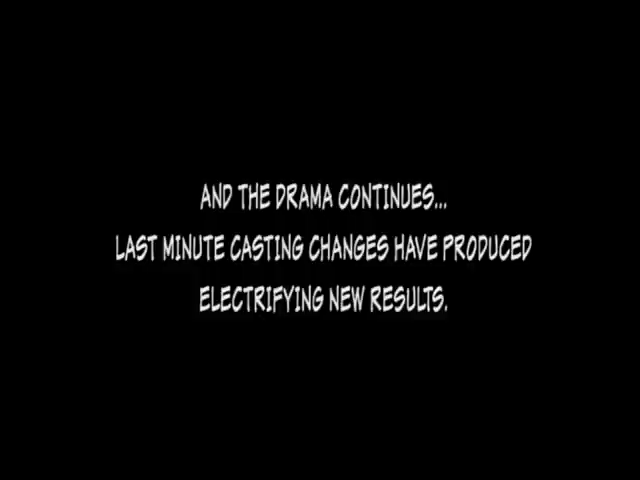 AND THE DRAMA CONTINUES...
LAST MINUTE CASTING CHANGES HAVE PRODUCED
ELECTRIFYING NEW RESULTS.